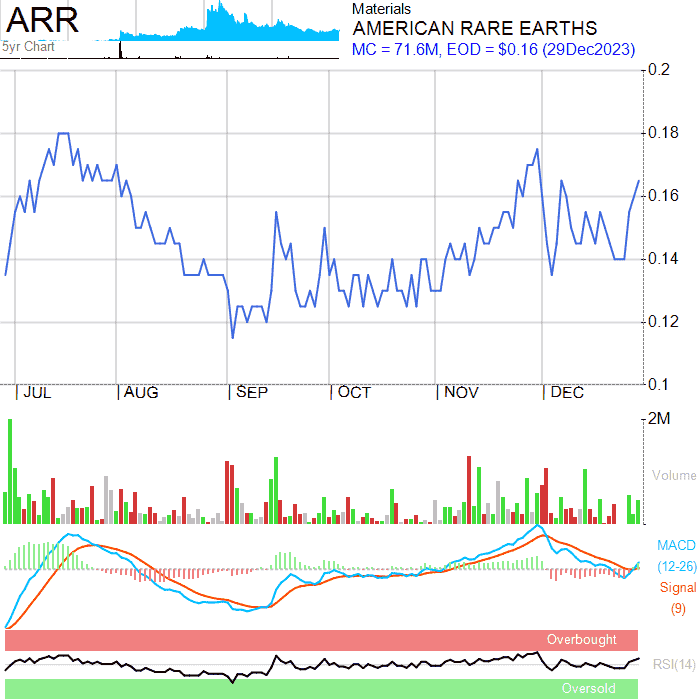 ARR
5yr Chart
Materials
AMERICAN RARE EARTHS
MC = 71.6M, EOD = $0.16 (29Dec2023)
0.2
0.18
0.16
0.14
0.12
0.1
JUL AUG SEP OCT NOV DEC
2M
Volume
MACD
(12-26)
Signal
(9)
Overbought
RSI(14)
Oversold